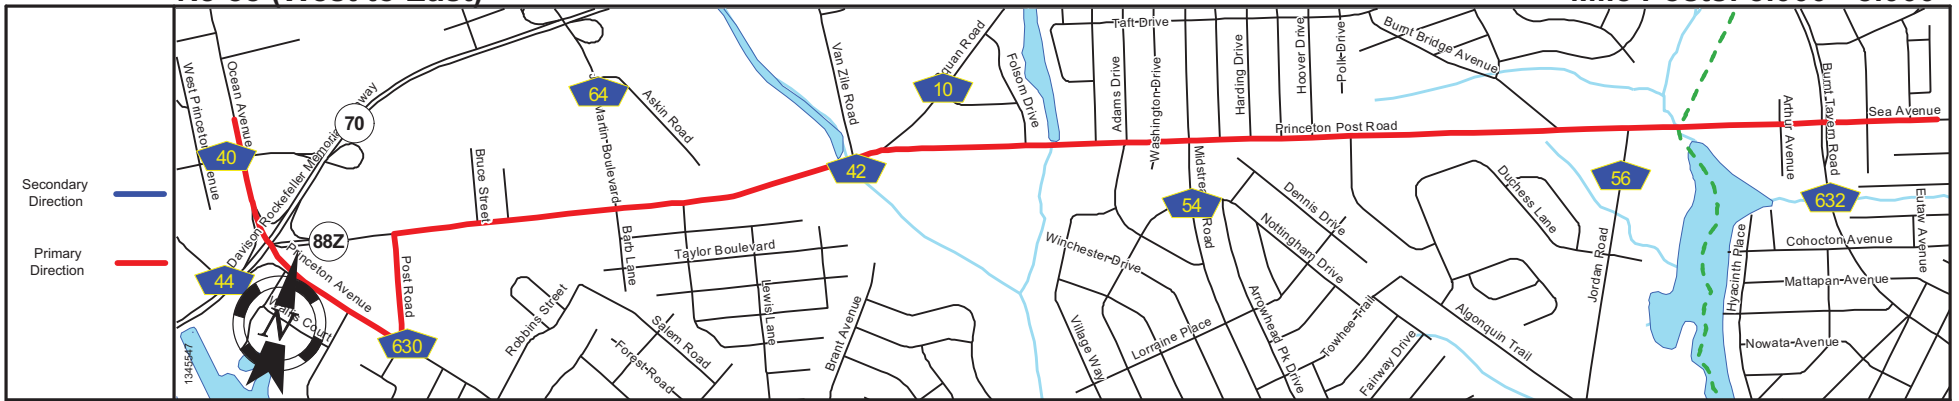 Secondary
Direction
Primary
Direction
West Princeton Avenue
Ocean Avenue
40
44
Davison Rockefeller Memorial
way
70
88Z
Princeton Avenue
Wallis Court
1345547
Post Road
630
Bruce Street
64
Martin Boulevard
Askin Road
Barb Lane
Taylor Boulevard
Lewis Lane
Robbins Street
Salem Road
Forest Road
Brant Avenue
Van Zile Road
42
10
Folsom Drive
Taft Drive
Adams Drive
Washington Drive
Harding Drive
Hoover Drive
Polk Drive
Burnt Bridge Avenue
Princeton Post Road
54
Road
Dennis Drive
Nottingham Drive
Winchester Drive
Village Way
Lorraine Place
Arrowhead Pk Drive
Towhee Trail
Fairway Drive
Algonquin Trail
Duchess Lane
56
Jordan Road
Arthur Avenue
Burnt Tavern Road
Sea Avenue
632
Eutaw Avenue
Hyacinth Place
Cohocton Avenue
Mattapan Avenue
Nowata Avenue